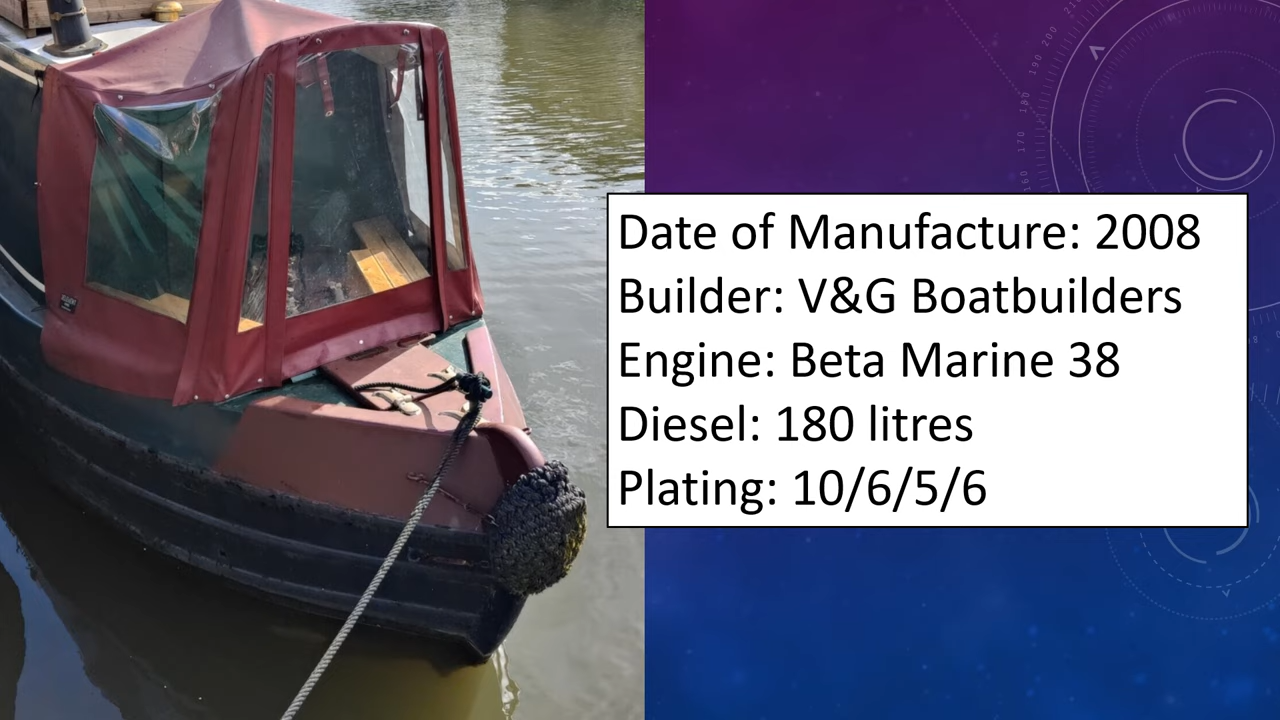 Date of Manufacture: 2008
Builder: V&G Boatbuilders
Engine: Beta Marine 38
Diesel: 180 litres
Plating: 10/6/5/6